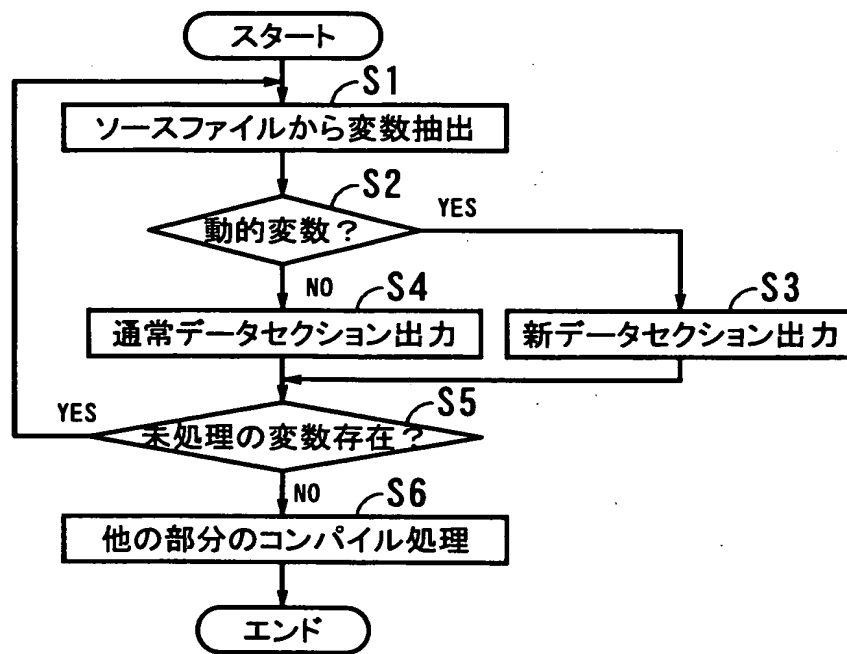 スタート
S1
ソースファイルから変数抽出
S2
動的変数?
YES
NO
S4
通常データセクション出力
S3
新データセクション出力
S5
YES
未処理の変数存在?
NO
S6
他の部分のコンパイル処理
エンド